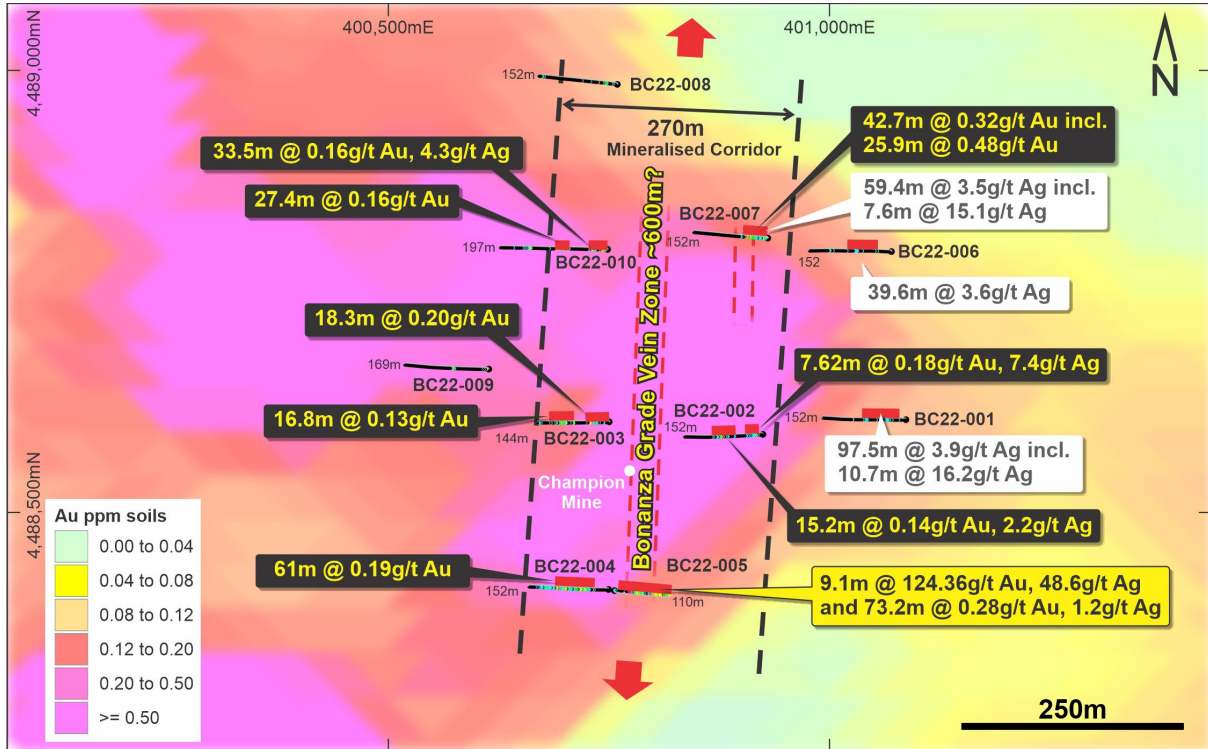 400,500mE
401,000mE
4,489,000mN
4,488,500mN
N
152m
BC22-008
270m
Mineralised Corridor
42.7m @ 0.32g/t Au incl.
25.9m @ 0.48g/t Au
33.5m @ 0.16g/t Au, 4.3g/t Ag
27.4m @ 0.16g/t Au
59.4m @ 3.5g/t Ag incl.
7.6m @ 15.1g/t Ag
BC22-007
152m
197m
BC22-010
152
BC22-006
39.6m @ 3.6g/t Ag
Bonanza Grade Vein Zone ~600m?
18.3m @ 0.20g/t Au
169m
BC22-009
7.62m @ 0.18g/t Au, 7.4g/t Ag
16.8m @ 0.13g/t Au
144m
BC22-003
BC22-002
152m
152m
BC22-001
97.5m @ 3.9g/t Ag incl.
10.7m @ 16.2g/t Ag
Champion
Mine
15.2m @ 0.14g/t Au, 2.2g/t Ag
61m @ 0.19g/t Au
BC22-004
152m
BC22-005
110m
9.1m @ 124.36g/t Au, 48.6g/t Ag
and 73.2m @ 0.28g/t Au, 1.2g/t Ag
Au ppm soils
0.00 to 0.04
0.04 to 0.08
0.08 to 0.12
0.12 to 0.20
0.20 to 0.50
>= 0.50
250m